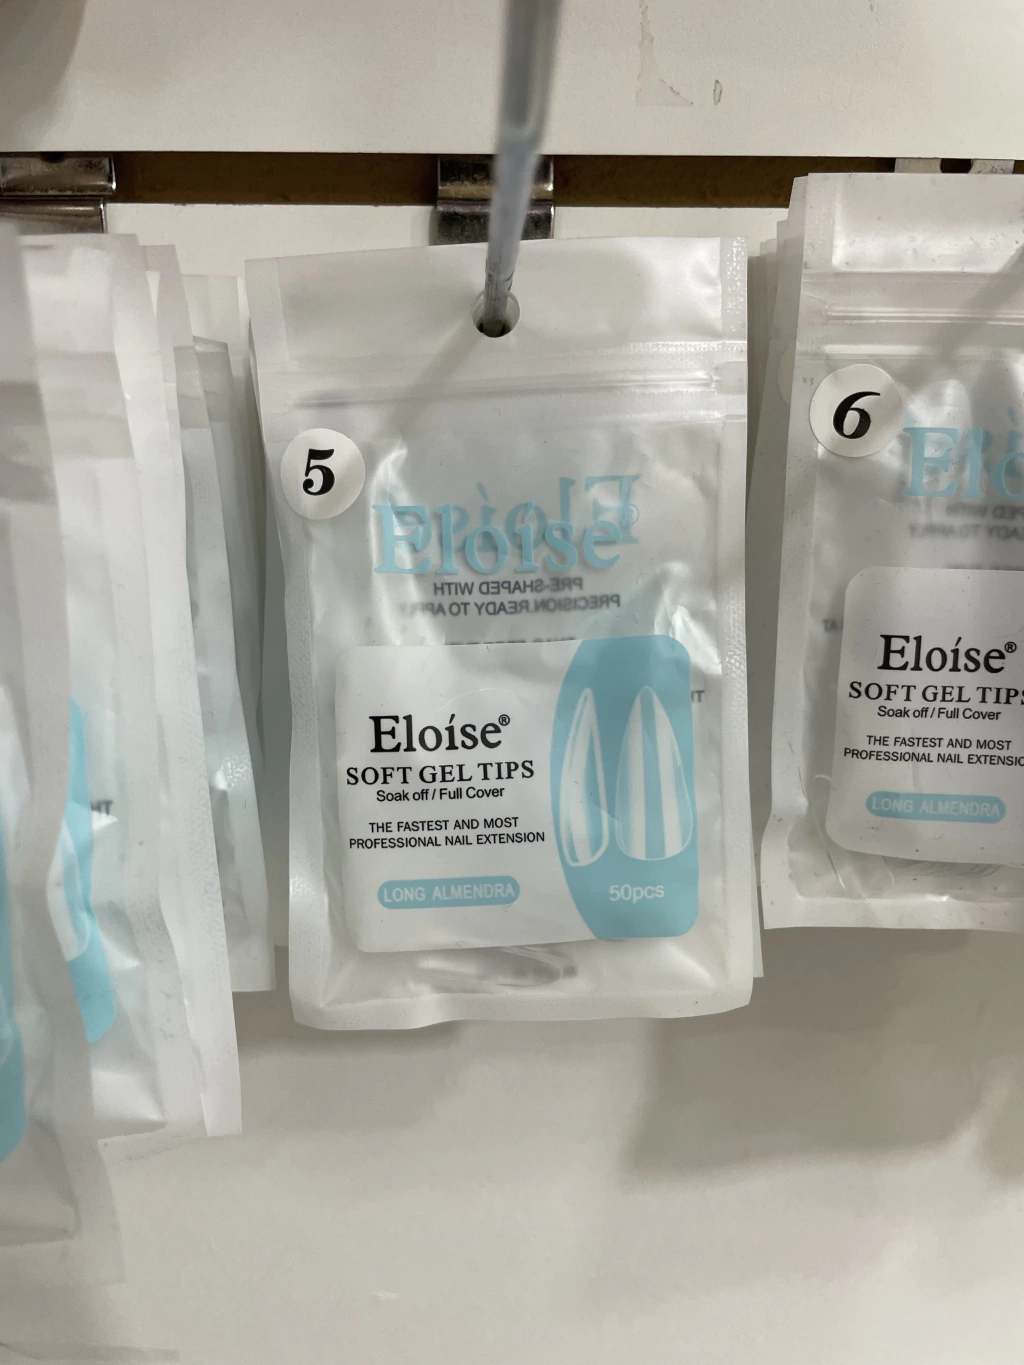 5
Eloíse®
PRE-SHAPED WITH
PRECISION.READY TO
Eloíse®
SOFT GEL TIPS
Soak off / Full Cover
THE FASTEST AND MOST
PROFESSIONAL NAIL EXTENSION
LONG ALMENDRA
50pcs
6
Eloíse®
SOFT GEL TIPS
Soak off / Full Cover
THE FASTEST AND MOST
PROFESSIONAL NAIL
LONG ALMENDRA